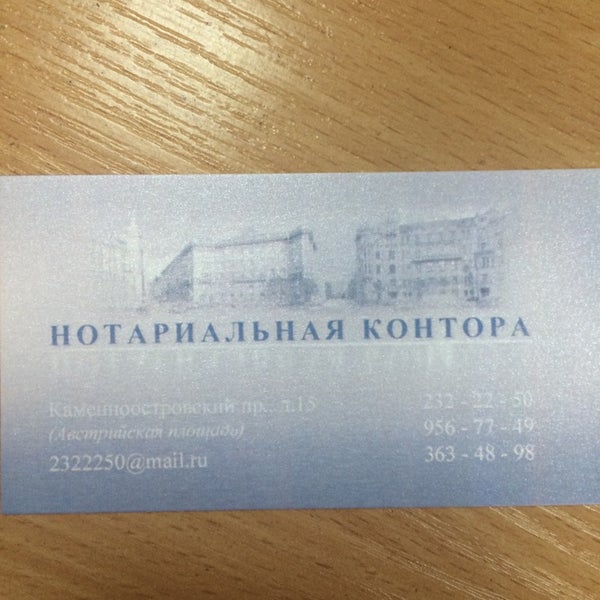 НОТАРИАЛЬНАЯ КОНТОРА
Каменноостровский пр., д.15
(Австрийская площадь)
2322250@mail.ru
232 - 22 - 50
956 - 77 - 49
363 - 48 - 98